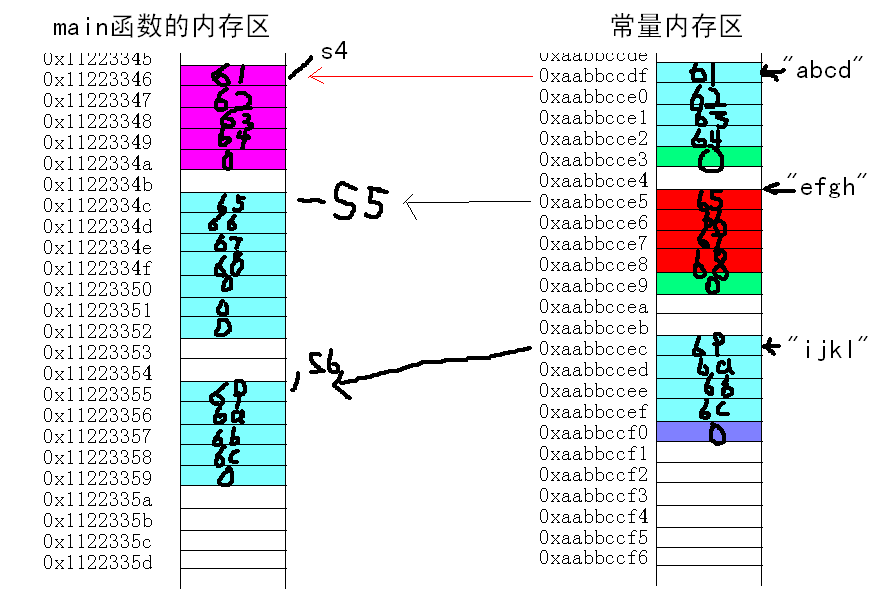 main函数的内存区
0x11223345
0x11223346 61 s4
0x11223347 62
0x11223348 63
0x11223349 64
0x1122334a 0
0x1122334b
0x1122334c 65 S5
0x1122334d 66
0x1122334e 67
0x1122334f 68
0x11223350 0
0x11223351 0
0x11223352 0
0x11223353
0x11223354 S6
0x11223355 69
0x11223356 6a
0x11223357 6b
0x11223358 6c
0x11223359 0
0x1122335a
0x1122335b
0x1122335c
0x1122335d
常量内存区
0xaabbccde
0xaabbccdf 61 "abcd"
0xaabbcce0 62
0xaabbcce1 63
0xaabbcce2 64
0xaabbcce3 0
0xaabbcce4 "efgh"
0xaabbcce5 65
0xaabbcce6 66
0xaabbcce7 67
0xaabbcce8 68
0xaabbcce9 0
0xaabbccea
0xaabbcceb
0xaabbccec 69 "ijkl"
0xaabbcced 6a
0xaabbccee 6b
0xaabbccef 6c
0xaabbccf0 0
0xaabbccf1
0xaabbccf2
0xaabbccf3
0xaabbccf4
0xaabbccf5
0xaabbccf6